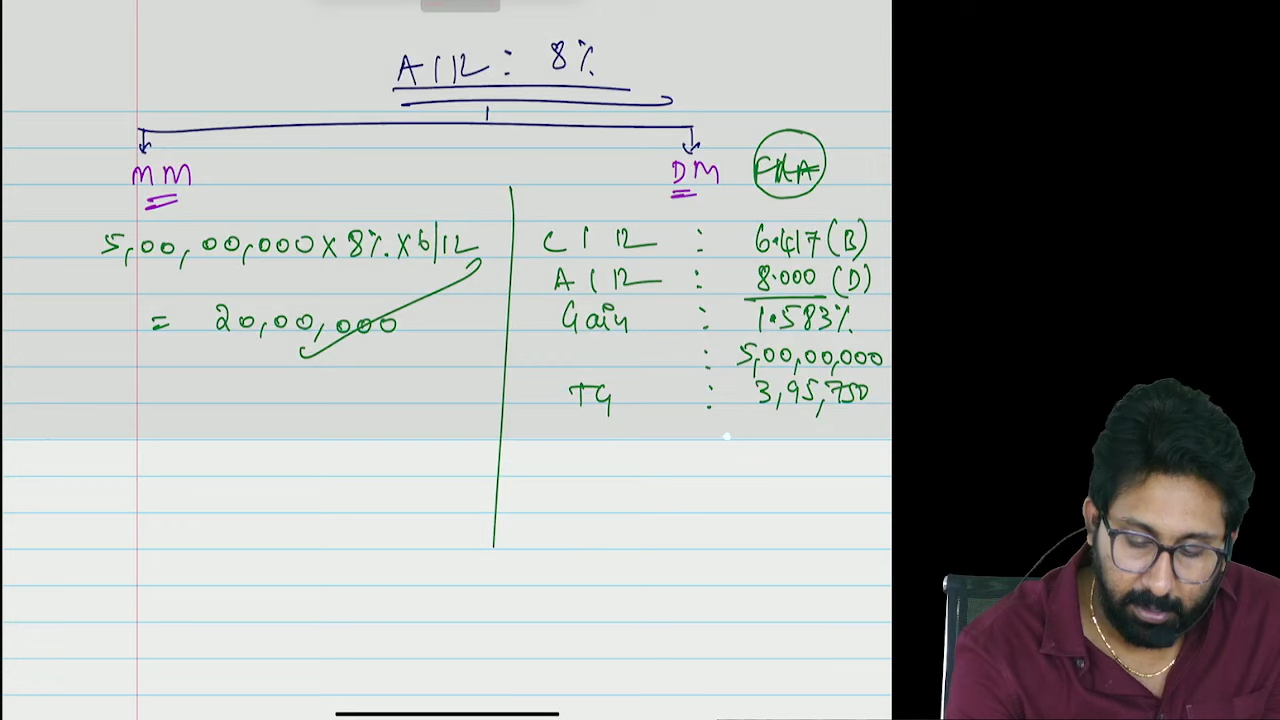 A|12 : 8%
MM
DM FRA
5,00,00,000 X 8% X 6/12
= 20,00,000
C | 12 : 6.417 (B)
A | 12 : 8.000 (D)
Gain : 1.583%
: 5,00,00,000
TG : 3,95,750